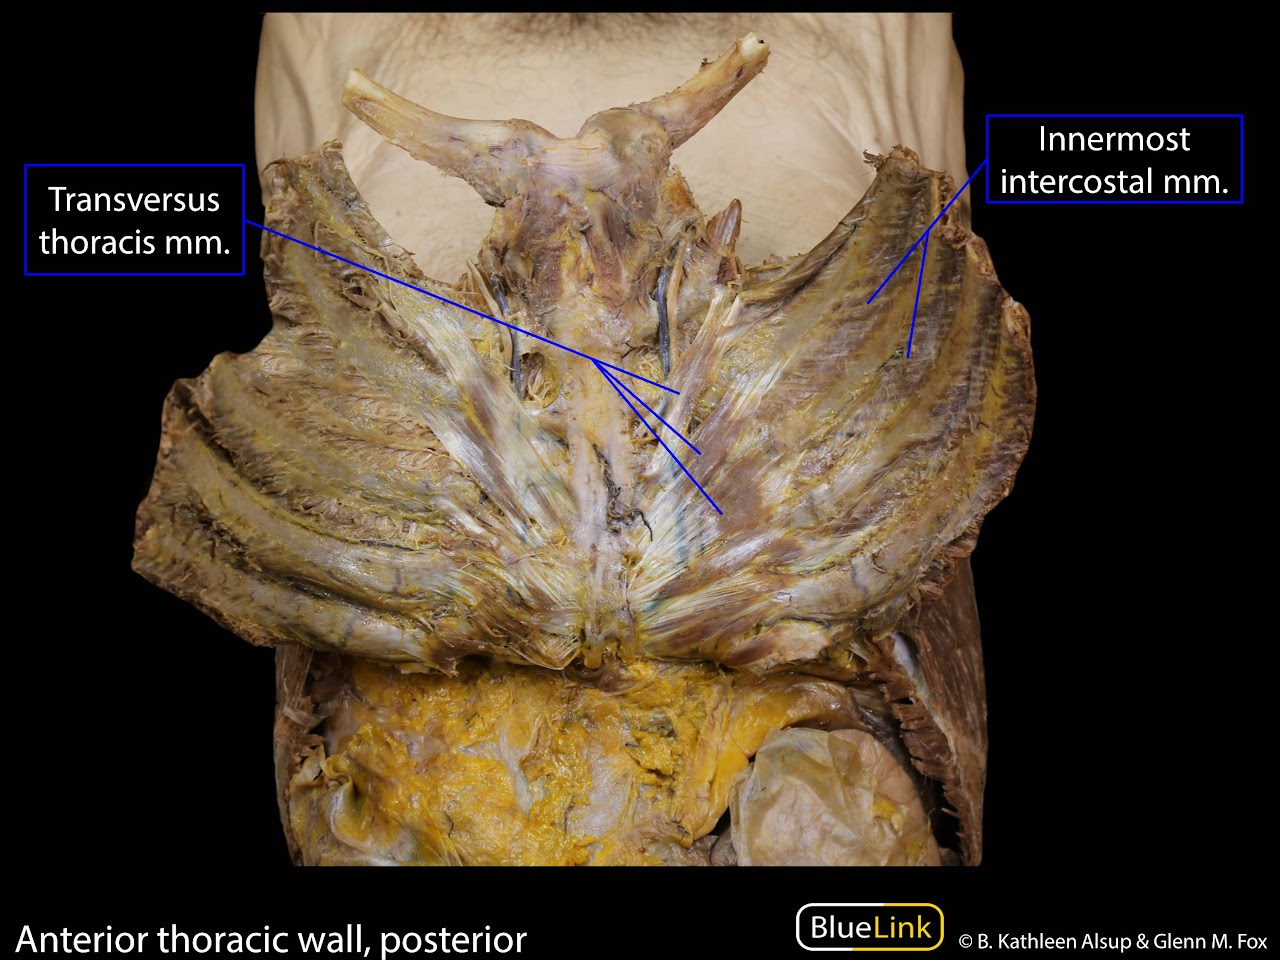 Transversus
thoracis mm.
Innermost
intercostal mm.
Anterior thoracic wall, posterior
BlueLink
© B. Kathleen Alsup & Glenn M. Fox